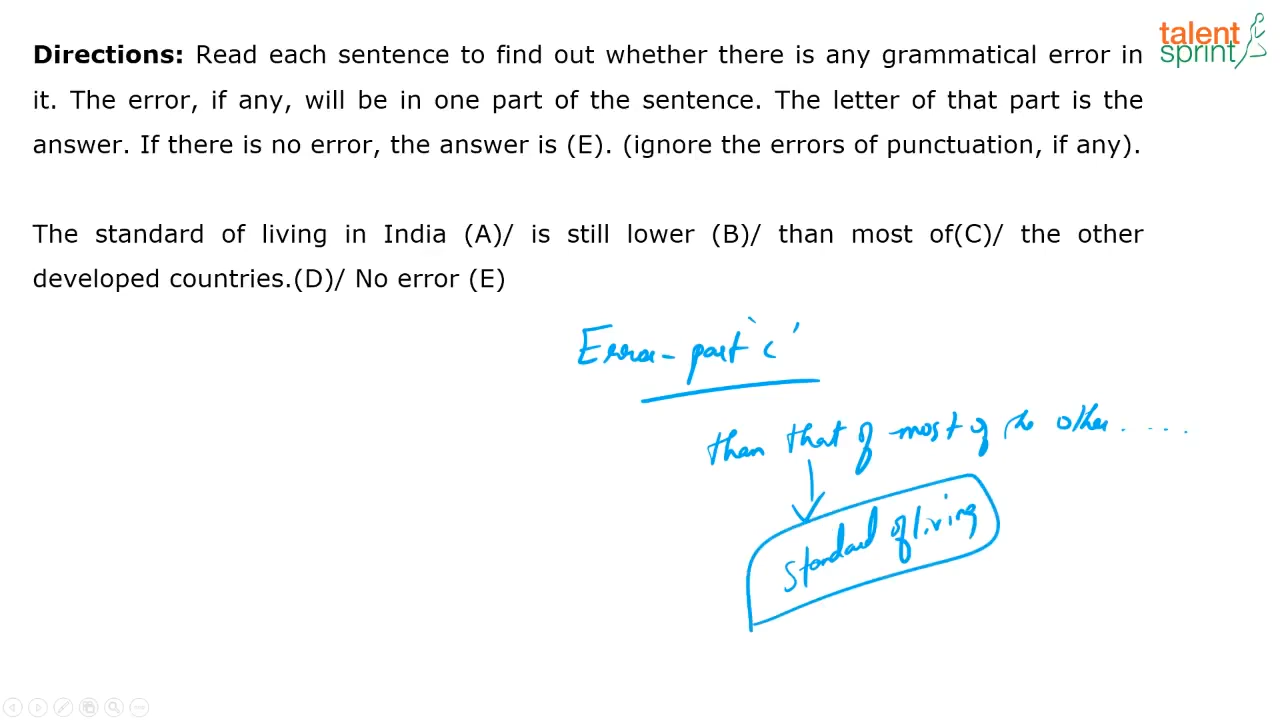 talent
sprint
Directions: Read each sentence to find out whether there is any grammatical error in
it. The error, if any, will be in one part of the sentence. The letter of that part is the
answer. If there is no error, the answer is (E). (ignore the errors of punctuation, if any).
The standard of living in India (A)/ is still lower (B)/ than most of(C)/ the other
developed countries.(D)/ No error (E)
Error - part 'c'
than that of most of the other . ....
Standard of living